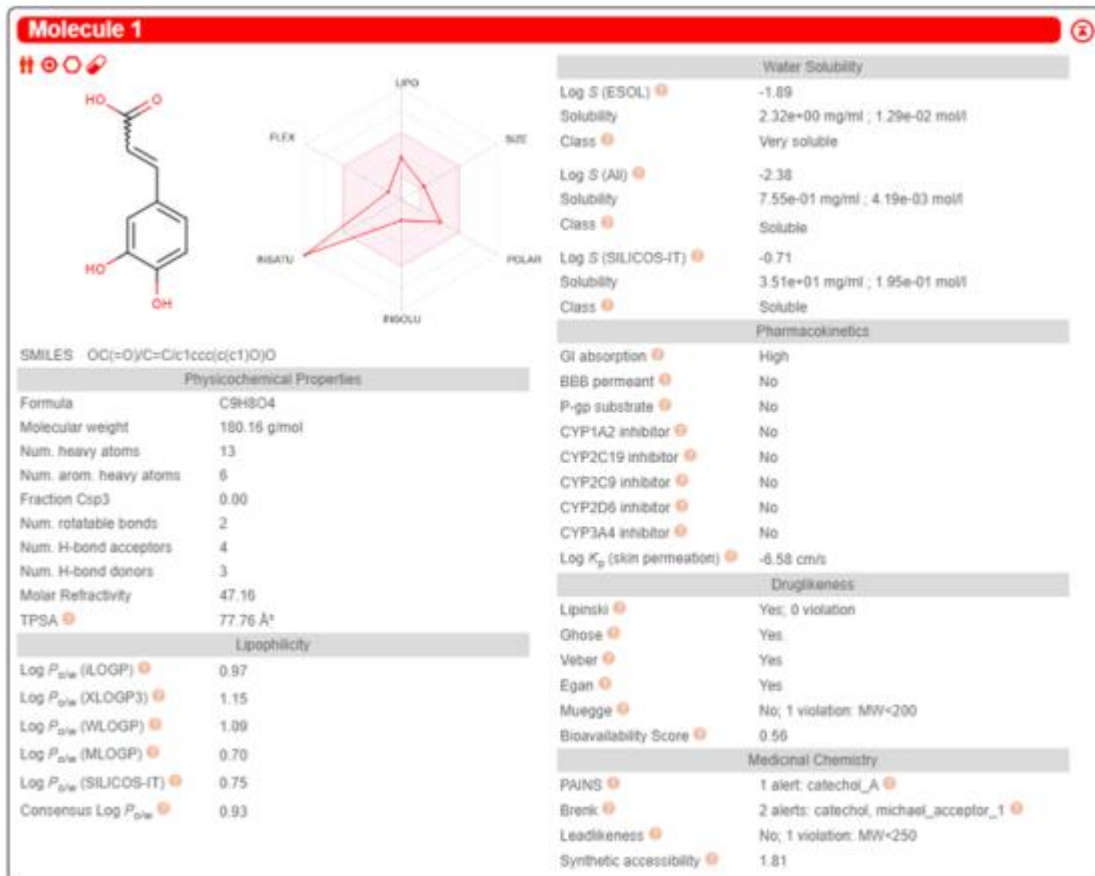 Molecule 1
HO
O
HO
OH
LIPO
SIZE
POLAR
INSOLU
INSATU
FLEX
SMILES OC(=O)/C=C/c1ccc(c(c1)O)O
Physicochemical Properties
Formula C9H8O4
Molecular weight 180.16 g/mol
Num. heavy atoms 13
Num. arom. heavy atoms 6
Fraction Csp3 0.00
Num. rotatable bonds 2
Num. H-bond acceptors 4
Num. H-bond donors 3
Molar Refractivity 47.16
TPSA ? 77.76 Å²
Lipophilicity
Log Po/w (iLOGP) ? 0.97
Log Po/w (XLOGP3) ? 1.15
Log Po/w (WLOGP) ? 1.09
Log Po/w (MLOGP) ? 0.70
Log Po/w (SILICOS-IT) ? 0.75
Consensus Log Po/w ? 0.93
Water Solubility
Log S (ESOL) ? -1.89
Solubility 2.32e+00 mg/ml ; 1.29e-02 mol/l
Class ? Very soluble
Log S (Ali) ? -2.38
Solubility 7.55e-01 mg/ml ; 4.19e-03 mol/l
Class ? Soluble
Log S (SILICOS-IT) ? -0.71
Solubility 3.51e+01 mg/ml ; 1.95e-01 mol/l
Class ? Soluble
Pharmacokinetics
GI absorption ? High
BBB permeant ? No
P-gp substrate ? No
CYP1A2 inhibitor ? No
CYP2C19 inhibitor ? No
CYP2C9 inhibitor ? No
CYP2D6 inhibitor ? No
CYP3A4 inhibitor ? No
Log Kp (skin permeation) ? -6.58 cm/s
Druglikeness
Lipinski ? Yes; 0 violation
Ghose ? Yes
Veber ? Yes
Egan ? Yes
Muegge ? No; 1 violation: MW<200
Bioavailability Score ? 0.56
Medicinal Chemistry
PAINS ? 1 alert: catechol_A ?
Brenk ? 2 alerts: catechol, michael_acceptor_1 ?
Leadlikeness ? No; 1 violation: MW<250
Synthetic accessibility ? 1.81